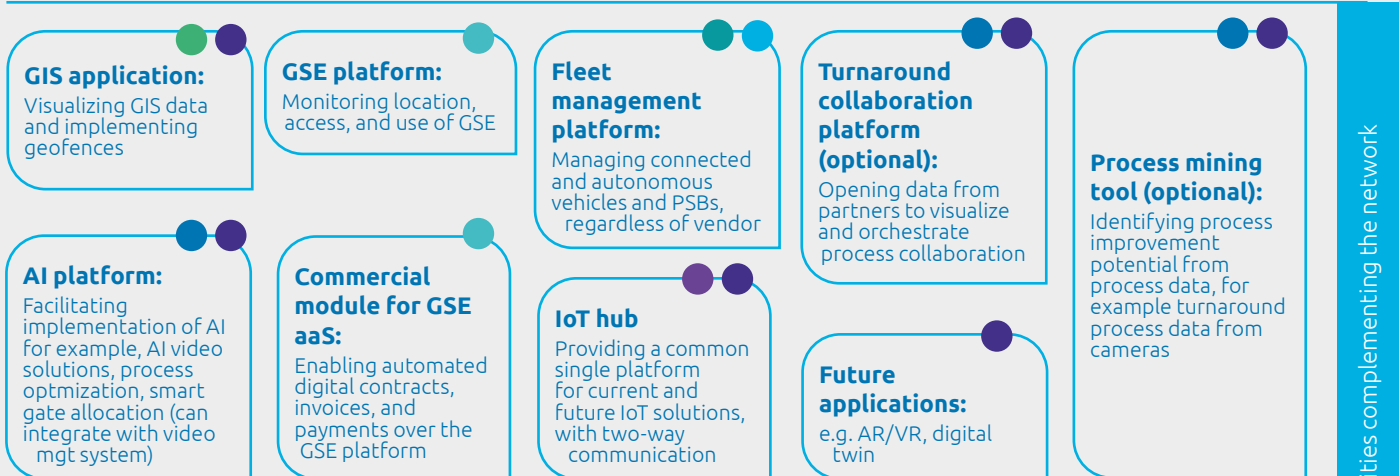 GIS application:
Visualizing GIS data
and implementing
geofences
GSE platform:
Monitoring location,
access, and use of GSE
Fleet
management
platform:
Managing connected
and autonomous
vehicles and PSBs,
regardless of vendor
Turnaround
collaboration
platform
(optional):
Opening data from
partners to visualize
and orchestrate
process collaboration
Process mining
tool (optional):
Identifying process
improvement
potential from
process data, for
example turnaround
process data from
cameras
AI platform:
Facilitating
implementation of AI
for example, AI video
solutions, process
optmization, smart
gate allocation (can
integrate with video
mgt system)
Commercial
module for GSE
aaS:
Enabling automated
digital contracts,
invoices, and
payments over the
GSE platform
IoT hub
Providing a common
single platform
for current and
future IoT solutions,
with two-way
communication
Future
applications:
e.g. AR/VR, digital
twin
complementing the network